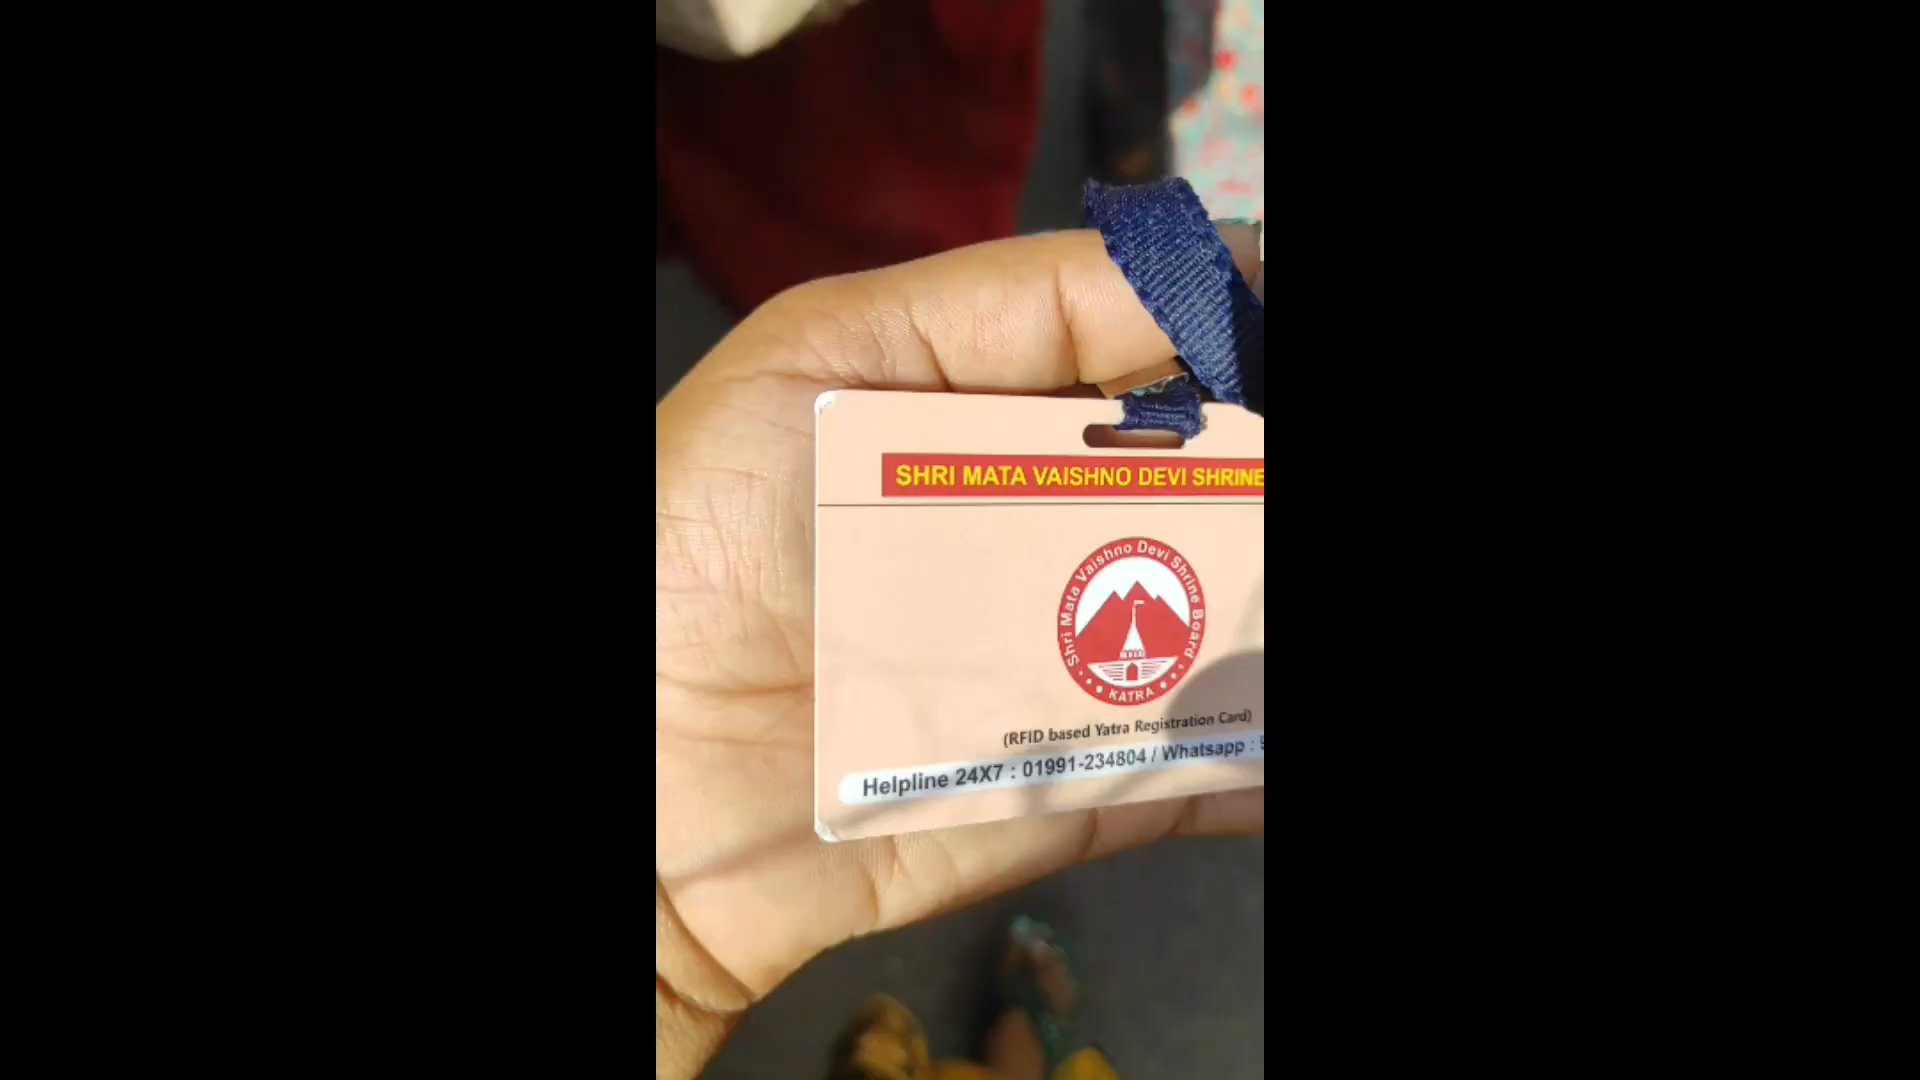 SHRI MATA VAISHNO DEVI SHRINE
Shri Mata Vaishno Devi Shrine Board
KATRA
(RFID based Yatra Registration Card)
Helpline 24X7 : 01991-234804 / Whatsapp :